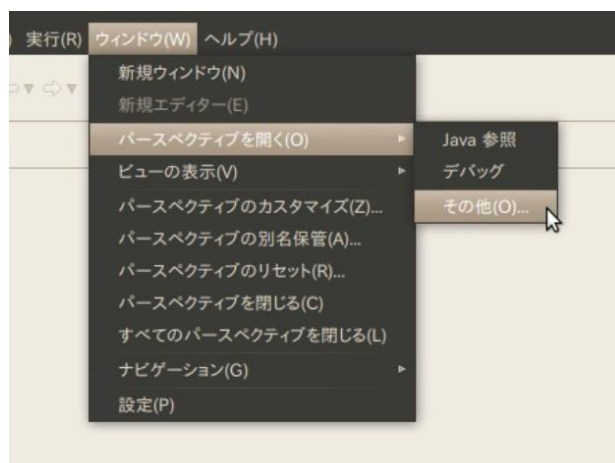 ) 実行(R) ウィンドウ(W) ヘルプ(H)
新規ウィンドウ(N)
新規エディター(E)
パースペクティブを開く(O)
ビューの表示(V)
パースペクティブのカスタマイズ(Z)...
パースペクティブの別名保管(A)...
パースペクティブのリセット(R)...
パースペクティブを閉じる(C)
すべてのパースペクティブを閉じる(L)
ナビゲーション(G)
設定(P)
Java 参照
デバッグ
その他(O)...